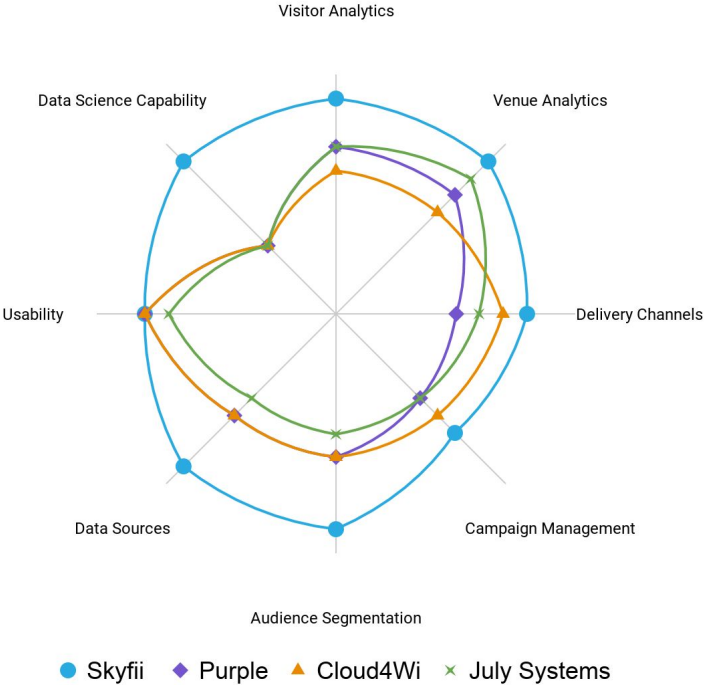 Visitor Analytics
Data Science Capability
Venue Analytics
Usability
Delivery Channels
Data Sources
Campaign Management
Audience Segmentation
Skyfii Purple Cloud4Wi July Systems